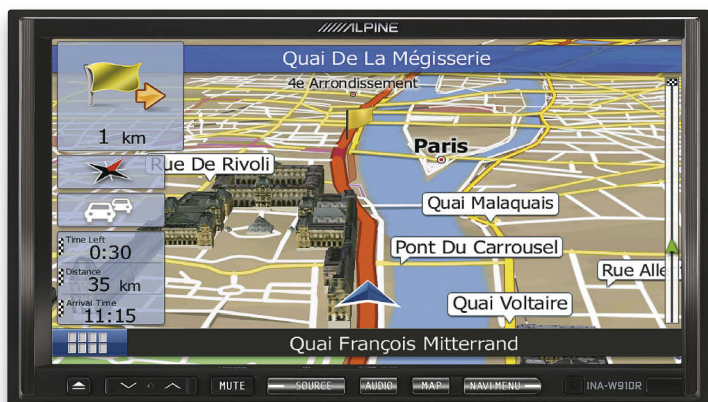 ALPINE
Quai De La Mégisserie
4e Arrondissement
1 km
Paris
Rue De Rivoli
Quai Malaquais
Time Left
0:30
Pont Du Carrousel
Distance
35 km
Rue Alle
Arrival Time
11:15
Quai Voltaire
Quai François Mitterrand
MUTE
SOURCE
AUDIO
MAP
NAVI MENU
INA-W910R